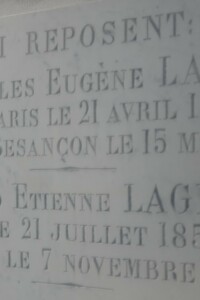 I REPOSENT:
LES EUGÈNE LA
ARIS LE 21 AVRIL 1
BESANÇON LE 15 M
ETIENNE LAG
E 21 JUILLET 185
LE 7 NOVEMBRE